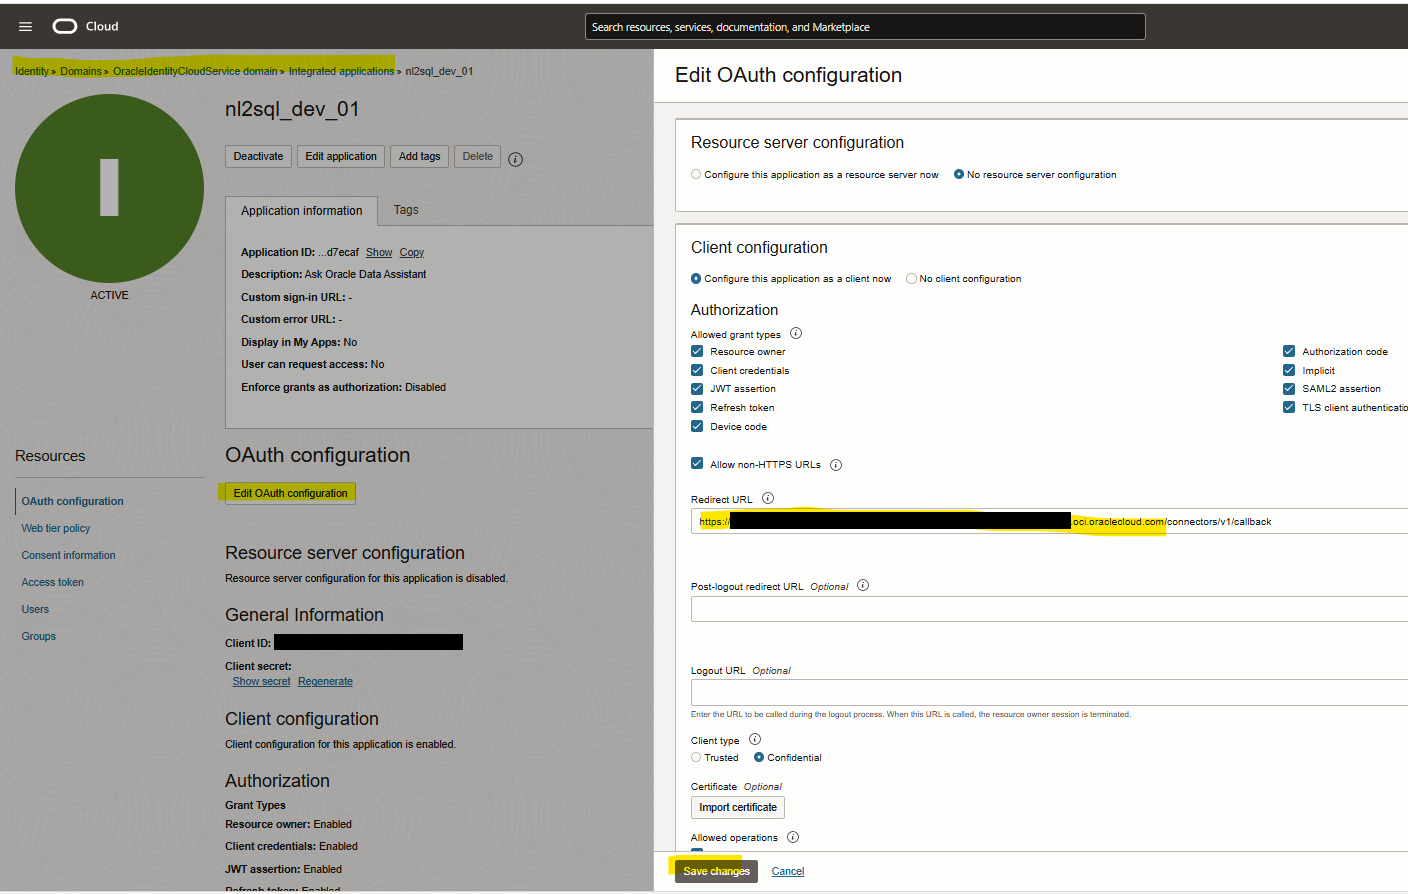 Cloud
Search resources, services, documentation, and Marketplace
Identity » Domains » OracleIdentityCloudService domain » Integrated applications » nl2sql_dev_01
I
ACTIVE
nl2sql_dev_01
Deactivate Edit application Add tags Delete
Application information Tags
Application ID: ...d7ecaf Show Copy
Description: Ask Oracle Data Assistant
Custom sign-in URL: -
Custom error URL: -
Display in My Apps: No
User can request access: No
Enforce grants as authorization: Disabled
Resources
OAuth configuration
Web tier policy
Consent information
Access token
Users
Groups
OAuth configuration
Edit OAuth configuration
Resource server configuration
Resource server configuration for this application is disabled.
General Information
Client ID:
Client secret:
Show secret Regenerate
Client configuration
Client configuration for this application is enabled.
Authorization
Grant Types
Resource owner: Enabled
Client credentials: Enabled
JWT assertion: Enabled
Refresh token: Enabled
Edit OAuth configuration
Resource server configuration
Configure this application as a resource server now No resource server configuration
Client configuration
Configure this application as a client now No client configuration
Authorization
Allowed grant types
Resource owner Authorization code
Client credentials Implicit
JWT assertion SAML2 assertion
Refresh token TLS client authenticatio
Device code
Allow non-HTTPS URLs
Redirect URL
https:// .oci.oraclecloud.com/connectors/v1/callback
Post-logout redirect URL Optional
Logout URL Optional
Enter the URL to be called during the logout process. When this URL is called, the resource owner session is terminated.
Client type
Trusted Confidential
Certificate Optional
Import certificate
Allowed operations
Save changes Cancel